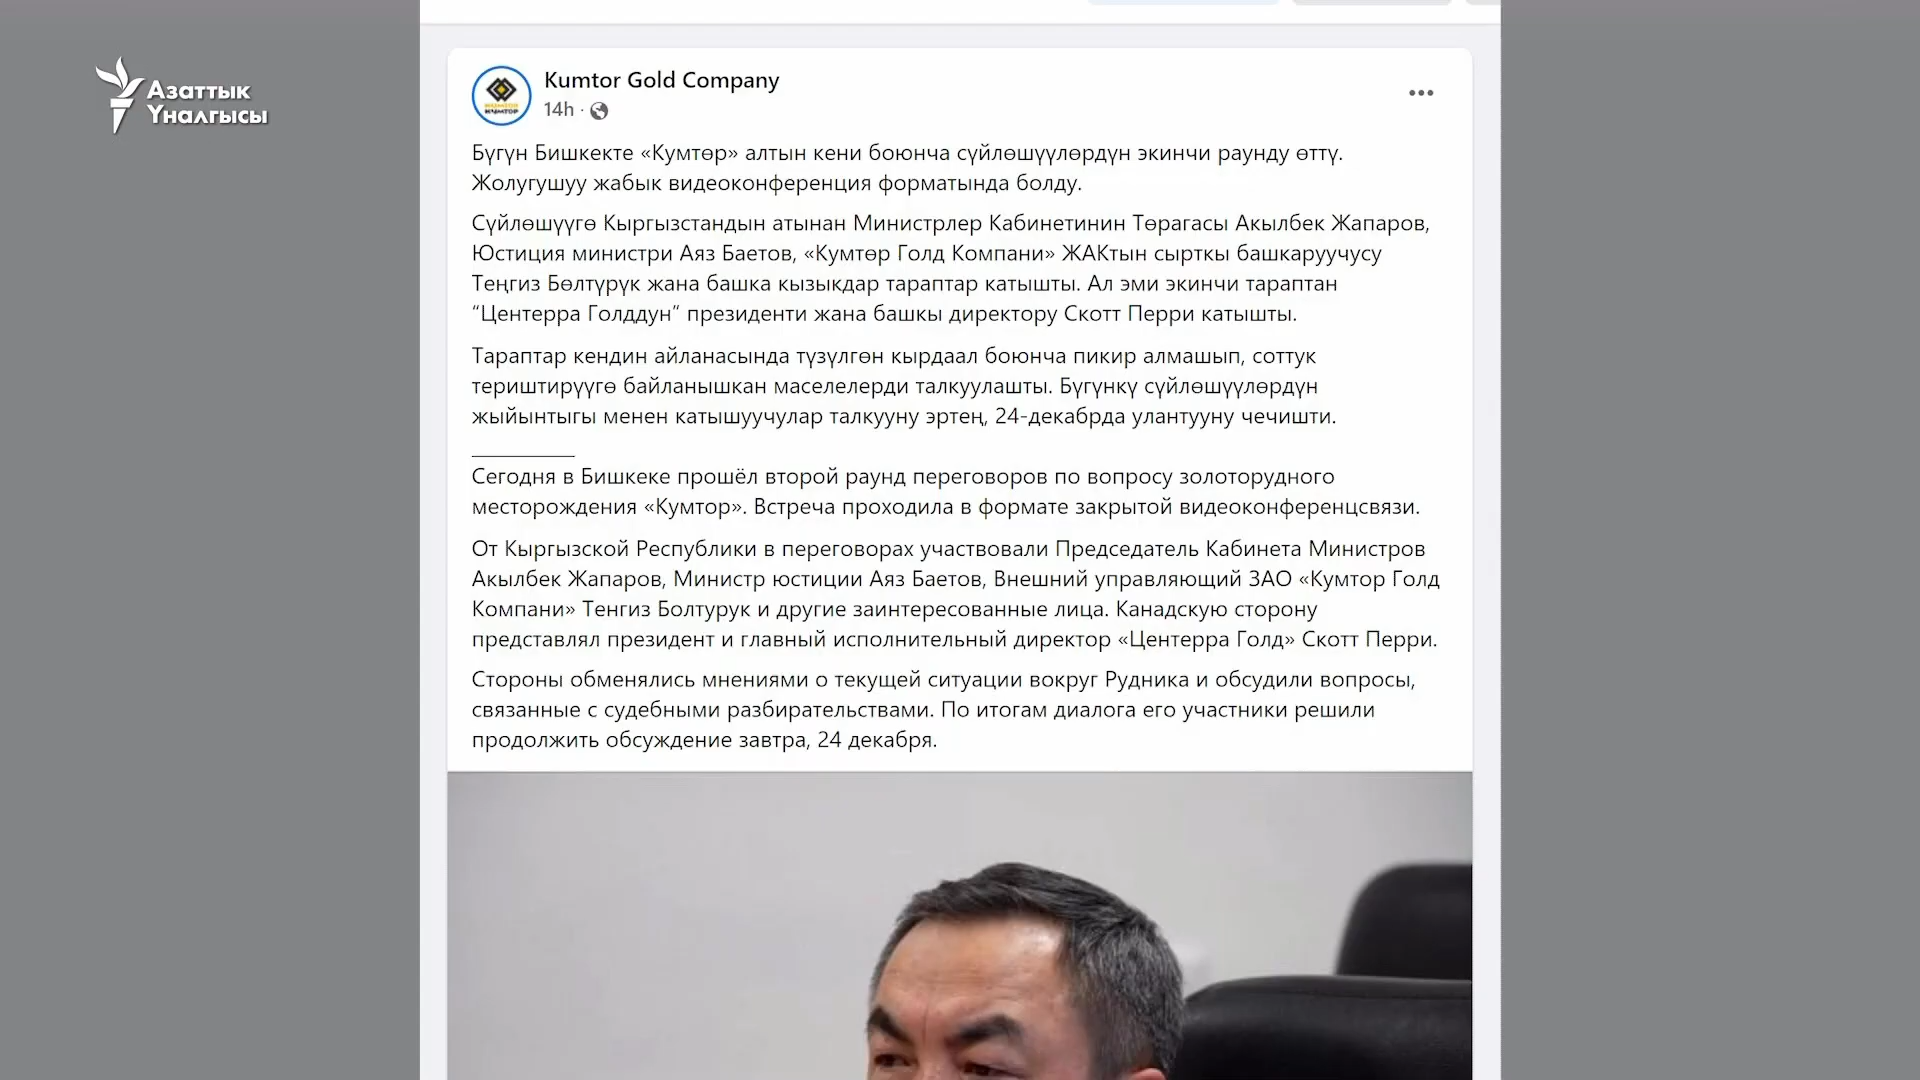 Азаттык
Үналгысы
Kumtor Gold Company
14h ·
КУМТОР
Бүгүн Бишкекте «Кумтөр» алтын кени боюнча сүйлөшүүлөрдүн экинчи раунду өттү.
Жолугушуу жабык видеоконференция форматында болду.
Сүйлөшүүгө Кыргызстандын атынан Министрлер Кабинетинин Төрагасы Акылбек Жапаров,
Юстиция министри Аяз Баетов, «Кумтөр Голд Компани» ЖАКтын сырткы башкаруучусу
Теңгиз Бөлтүрүк жана башка кызыкдар тараптар катышты. Ал эми экинчи тараптан
“Центерра Голддун” президенти жана башкы директору Скотт Перри катышты.
Тараптар кендин айланасында түзүлгөн кырдаал боюнча пикир алмашып, соттук
териштирүүгө байланышкан маселелерди талкуулашты. Бүгүнкү сүйлөшүүлөрдүн
жыйынтыгы менен катышуучулар талкууну эртең, 24-декабрда улантууну чечишти.
Сегодня в Бишкеке прошёл второй раунд переговоров по вопросу золоторудного
месторождения «Кумтор». Встреча проходила в формате закрытой видеоконференцсвязи.
От Кыргызской Республики в переговорах участвовали Председатель Кабинета Министров
Акылбек Жапаров, Министр юстиции Аяз Баетов, Внешний управляющий ЗАО «Кумтор Голд
Компани» Тенгиз Болтурук и другие заинтересованные лица. Канадскую сторону
представлял президент и главный исполнительный директор «Центерра Голд» Скотт Перри.
Стороны обменялись мнениями о текущей ситуации вокруг Рудника и обсудили вопросы,
связанные с судебными разбирательствами. По итогам диалога его участники решили
продолжить обсуждение завтра, 24 декабря.